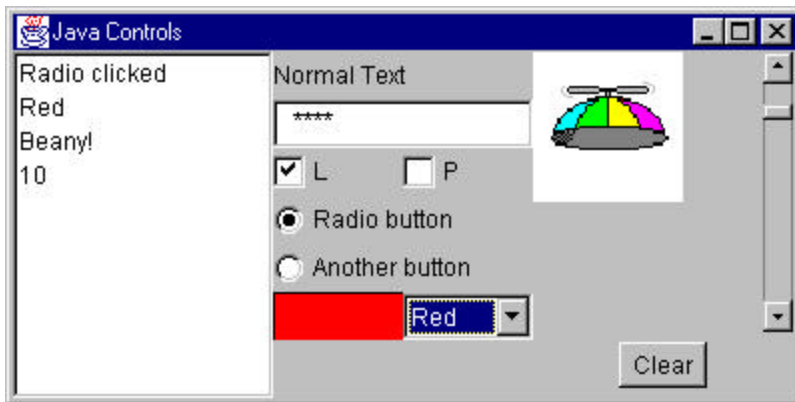 Java Controls
Radio clicked
Red
Beany!
10
Normal Text
****
L
P
Radio button
Another button
Red
Clear